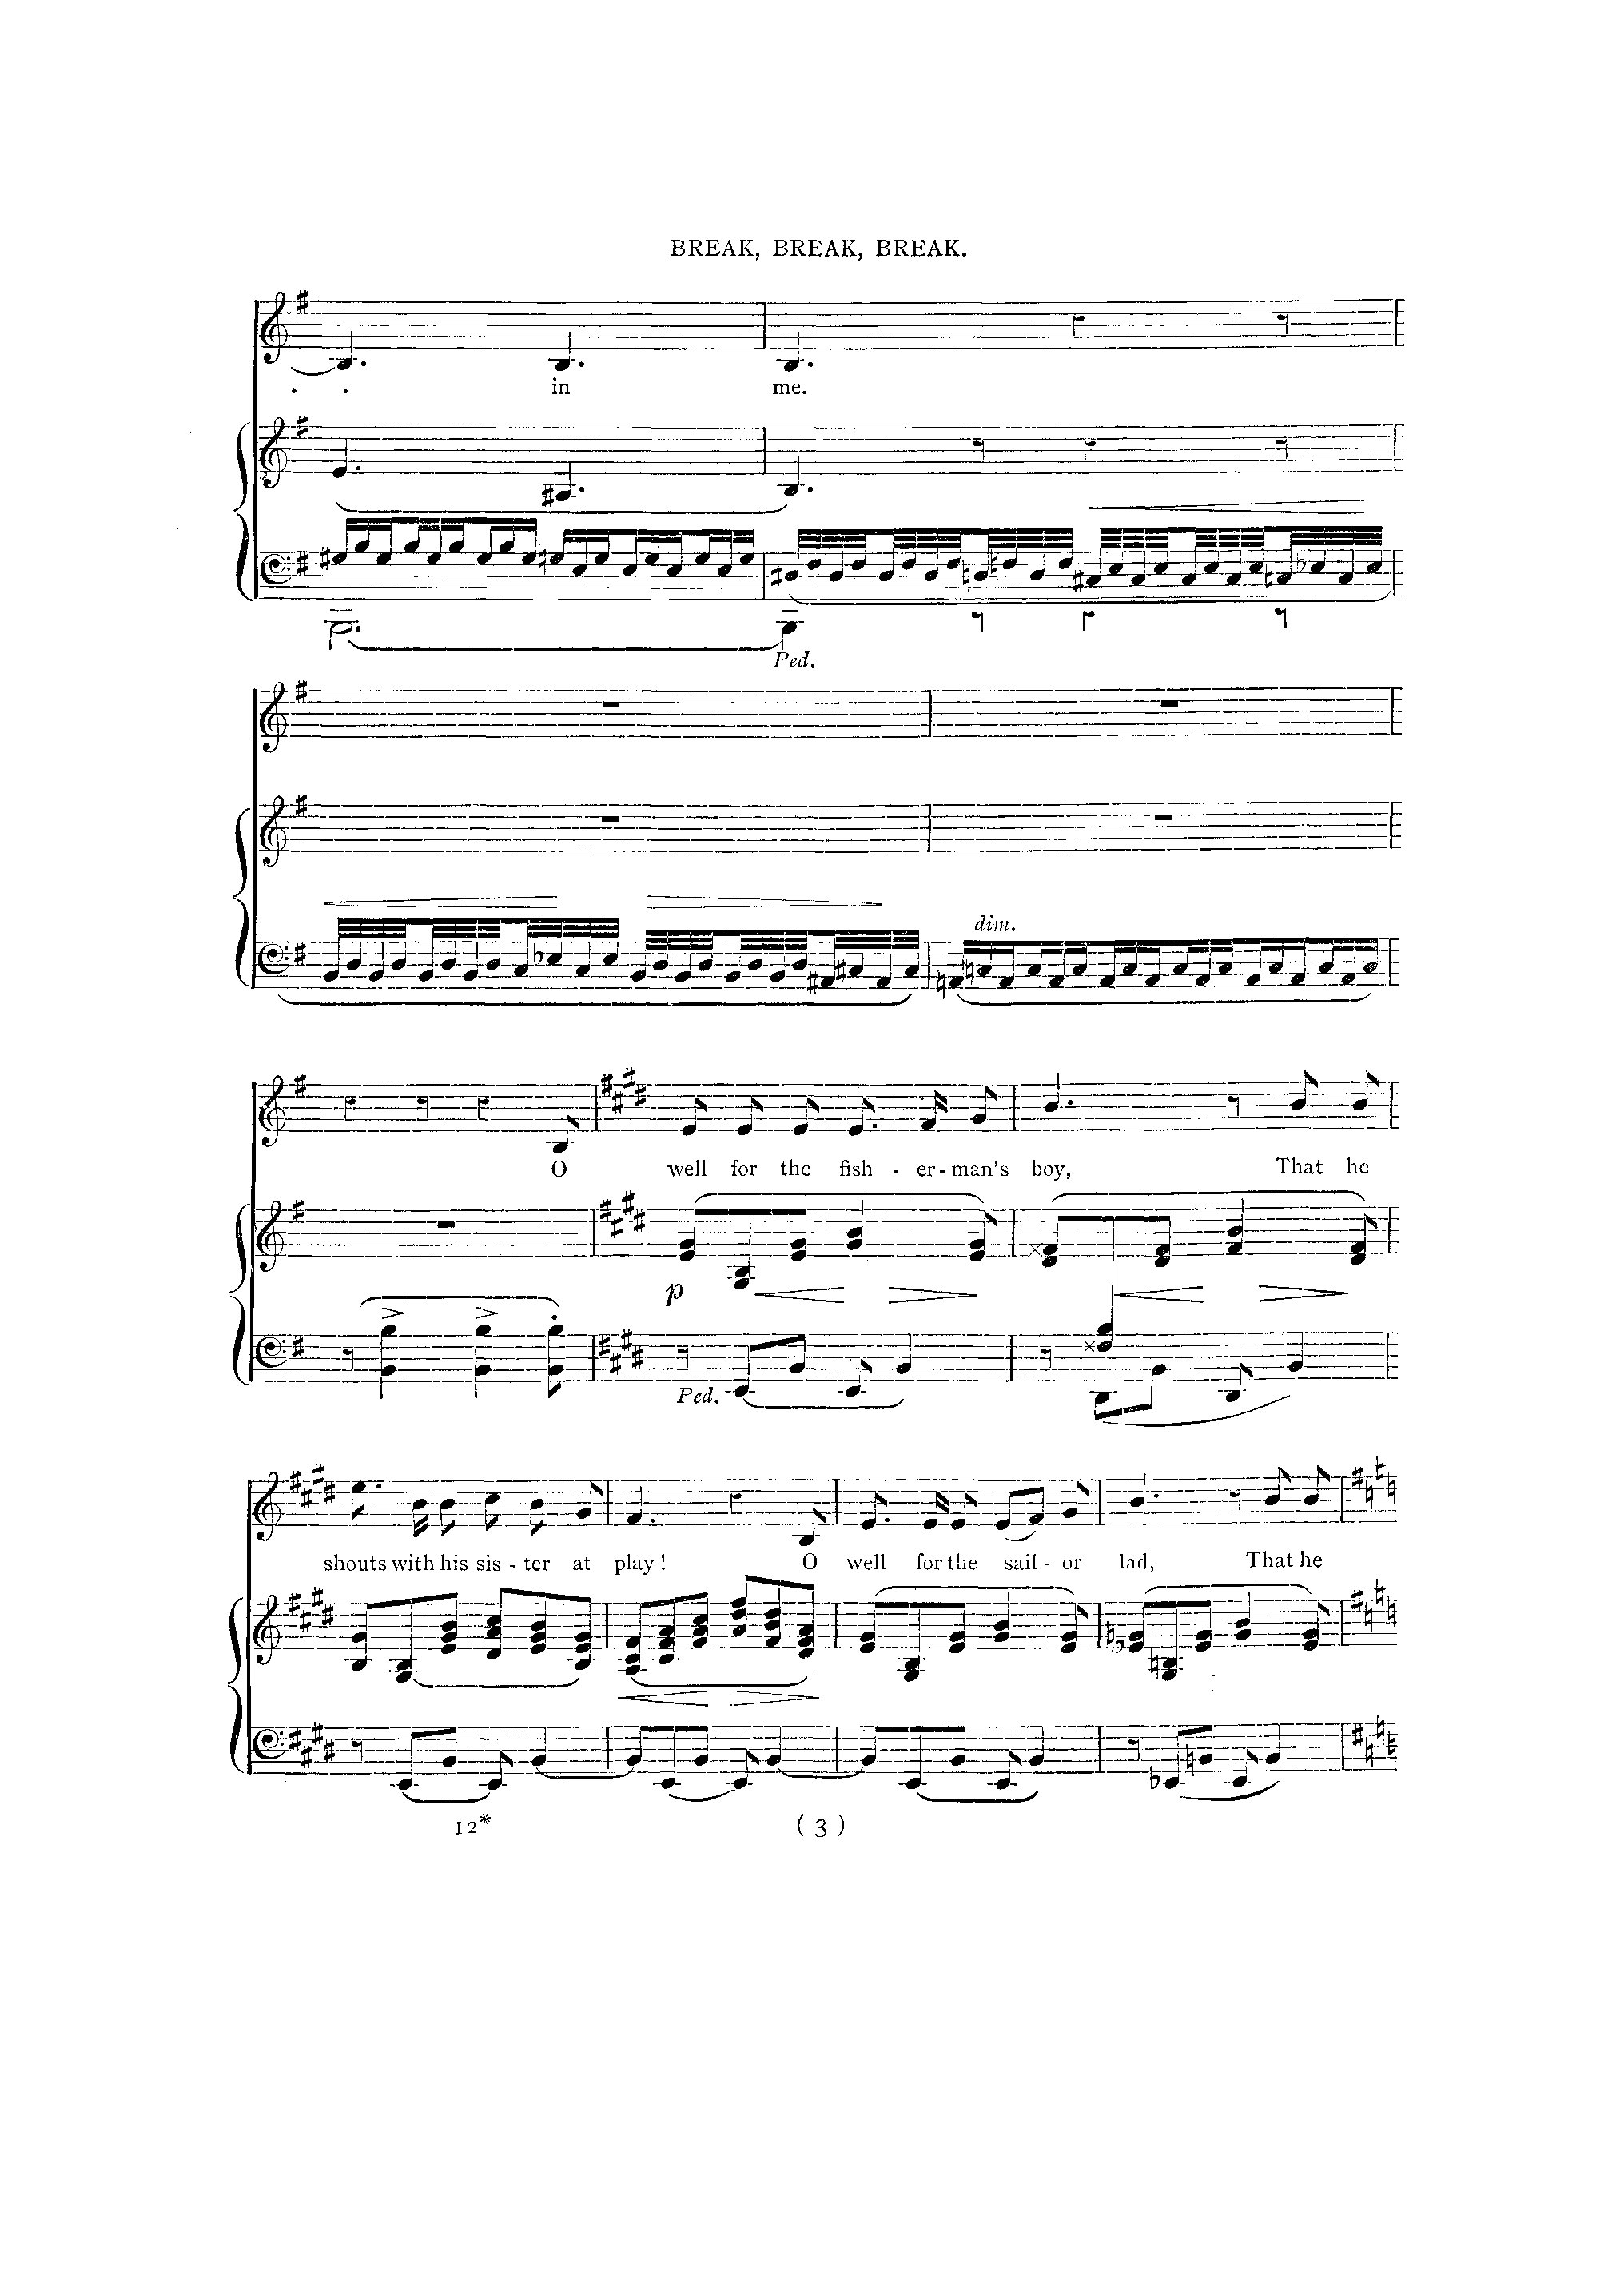 BREAK, BREAK, BREAK.
. . in me.
Ped.
dim.
O well for the fish - er - man's boy, That he
p
Ped.
shouts with his sis - ter at play! O well for the sail - or lad, That he
12* ( 3 )